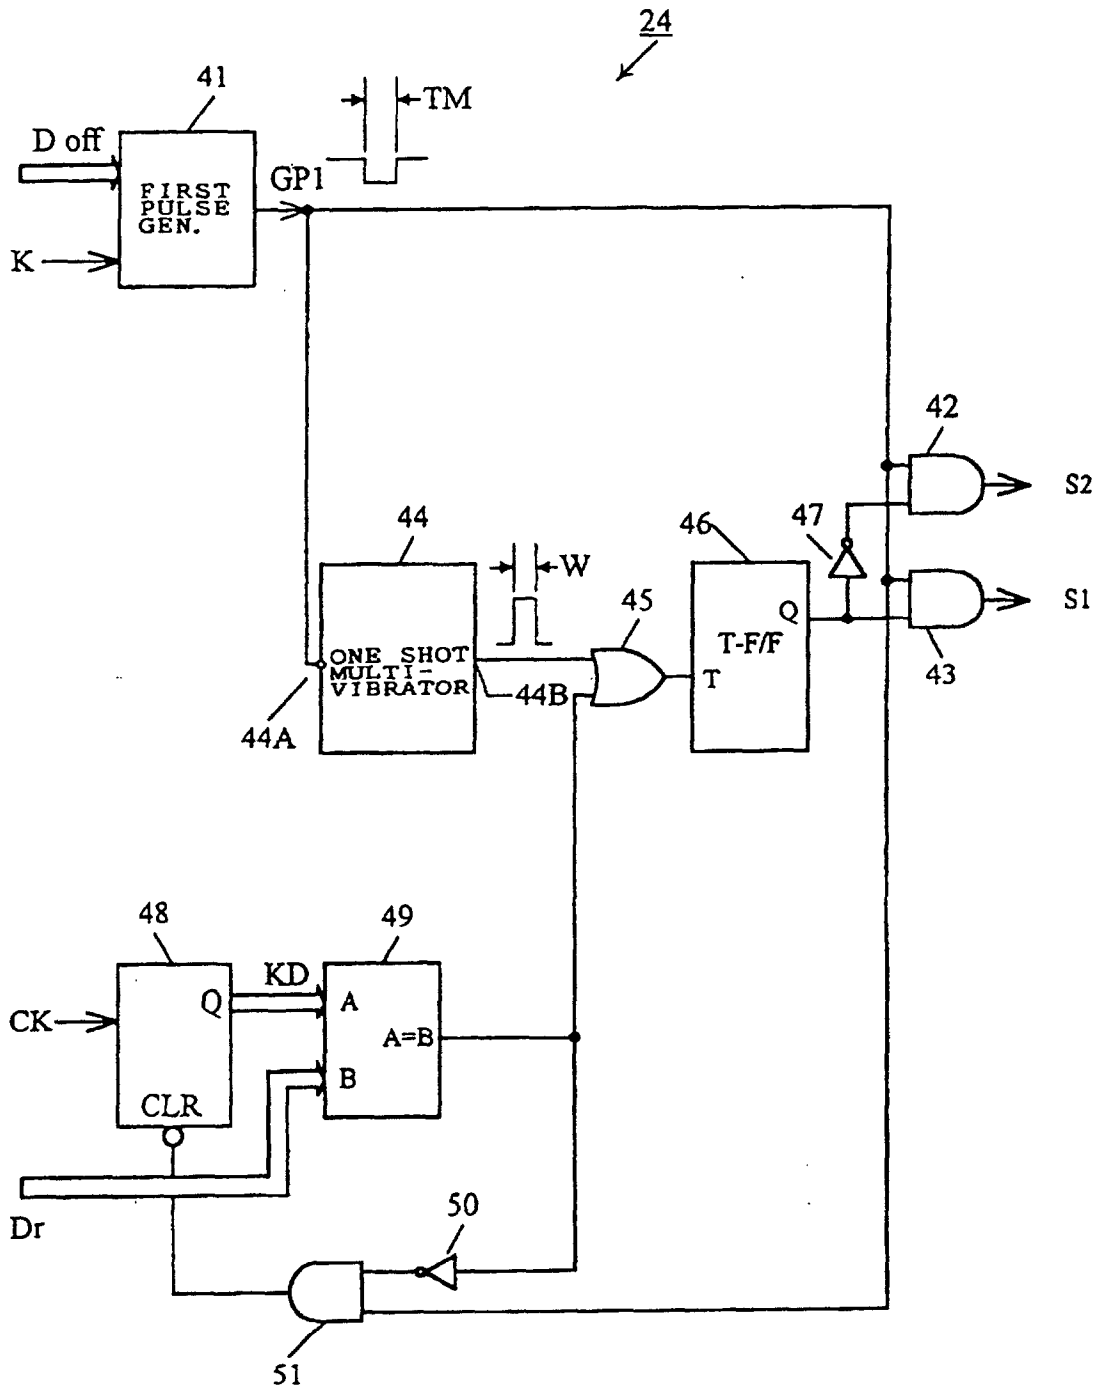 24
41
TM
D off
GP1
FIRST
PULSE
GEN.
K
42
S2
44
W
46
47
45
Q
S1
ONE SHOT
MULTI-
VIBRATOR
T-F/F
T
44B
43
44A
48
49
KD
Q
A
CK
A=B
B
CLR
Dr
50
51